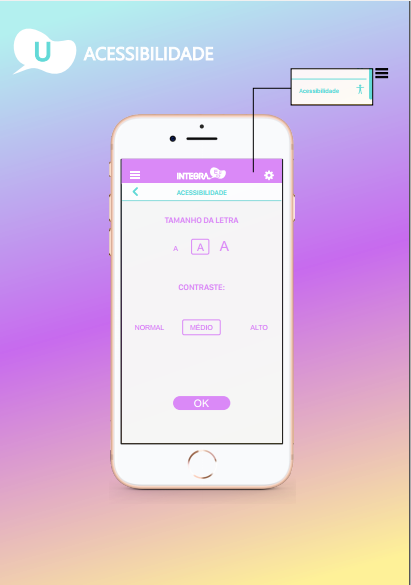 U ACESSIBILIDADE
Acessibilidade
INTEGRA
ACESSIBILIDADE
TAMANHO DA LETRA
A A A
CONTRASTE:
NORMAL MÉDIO ALTO
OK